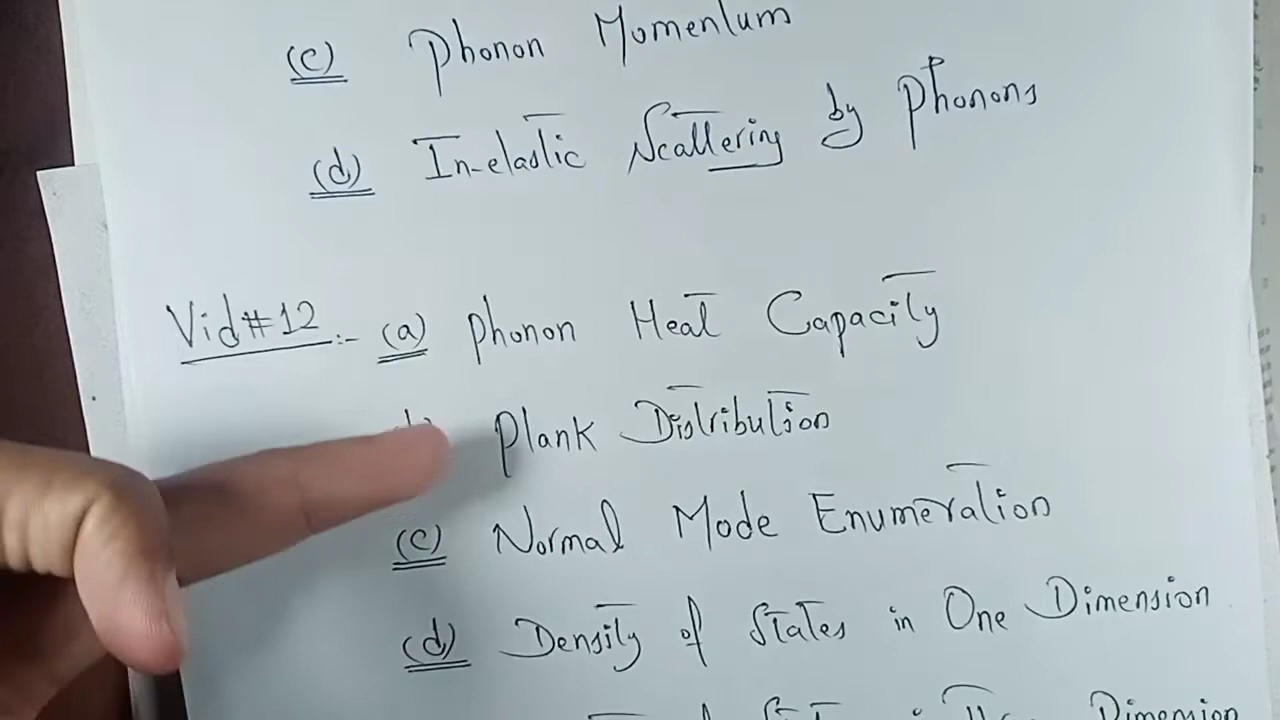 (c) Phonon Momentum
(d) In-elastic Scattering by Phonons
Vid#12:- (a) Phonon Heat Capacity
Plank Distribution
(c) Normal Mode Enumeration
(d) Density of States in One Dimension
Dimension